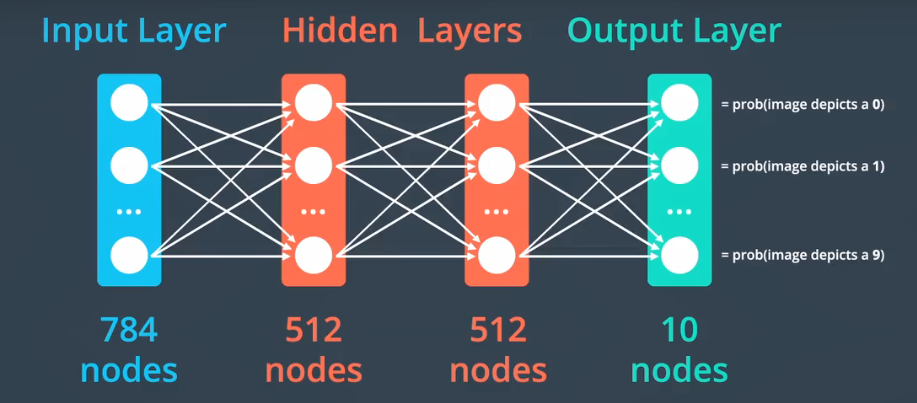 Input Layer
Hidden Layers
Output Layer
= prob(image depicts a 0)
= prob(image depicts a 1)
...
...
...
...
= prob(image depicts a 9)
784
nodes
512
nodes
512
nodes
10
nodes